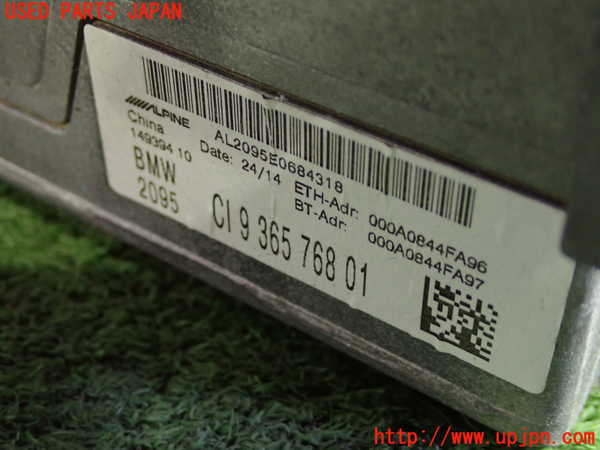 USED PARTS JAPAN
ALPINE
China
149394 10
BMW
2095
AL2095E0684318
Date: 24/14
ETH-Adr: 000A0844FA96
BT-Adr: 000A0844FA97
CI 9 365 768 01
(C)UNIROYAL http://www.upjpn.com/